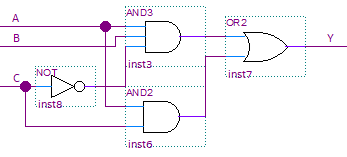 A
AND3
B
OR2
Y
inst3
C
NOT
inst7
AND2
inst8
inst6